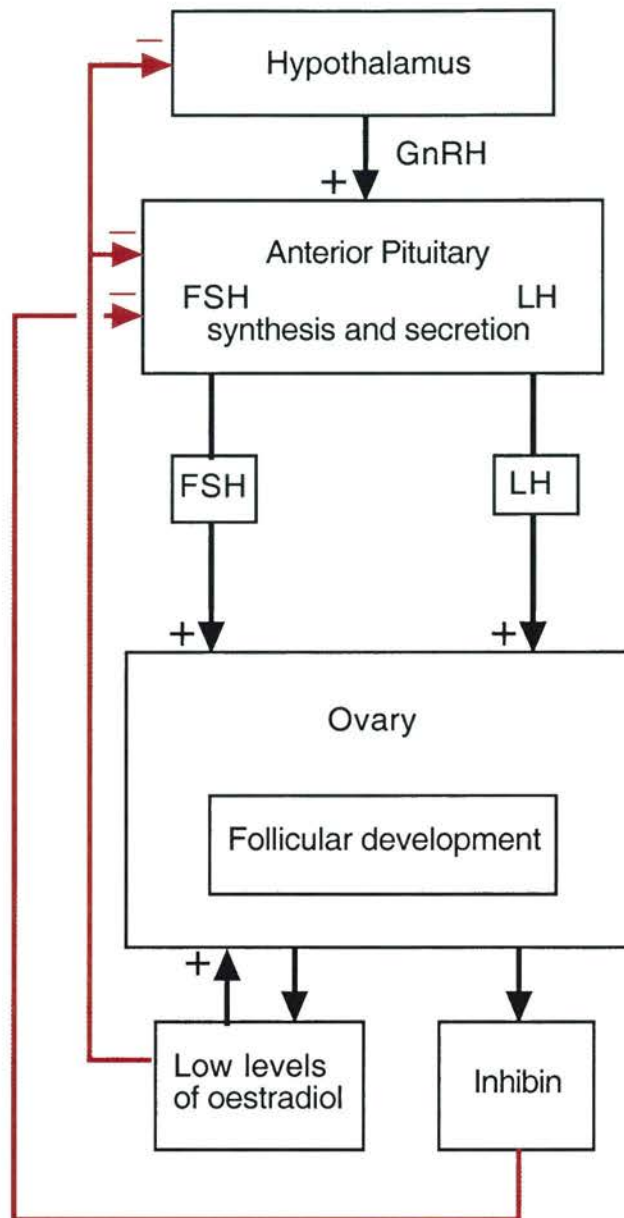 –
Hypothalamus
GnRH
+
–
Anterior Pituitary
–
FSH LH
synthesis and secretion
FSH
LH
+
+
Ovary
Follicular development
+
Low levels
of oestradiol
Inhibin